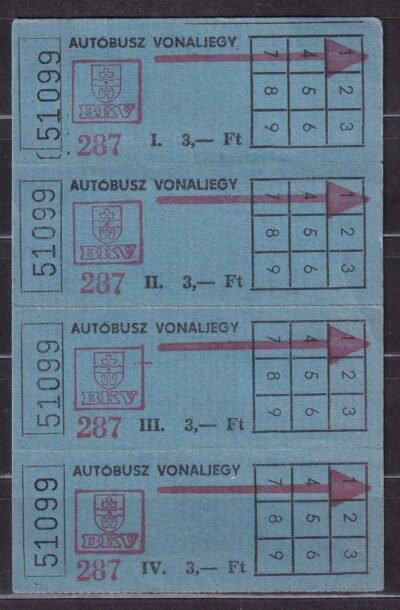 51099
AUTÓBUSZ VONALJEGY
BKV
287 I. 3,— Ft
7 4 1
8 5 2
9 6 3
51099
AUTÓBUSZ VONALJEGY
BKV
287 II. 3,— Ft
7 4 1
8 5 2
9 6 3
51099
AUTÓBUSZ VONALJEGY
BKV
287 III. 3,— Ft
7 4 1
8 5 2
9 6 3
51099
AUTÓBUSZ VONALJEGY
BKV
287 IV. 3,— Ft
7 4 1
8 5 2
9 6 3